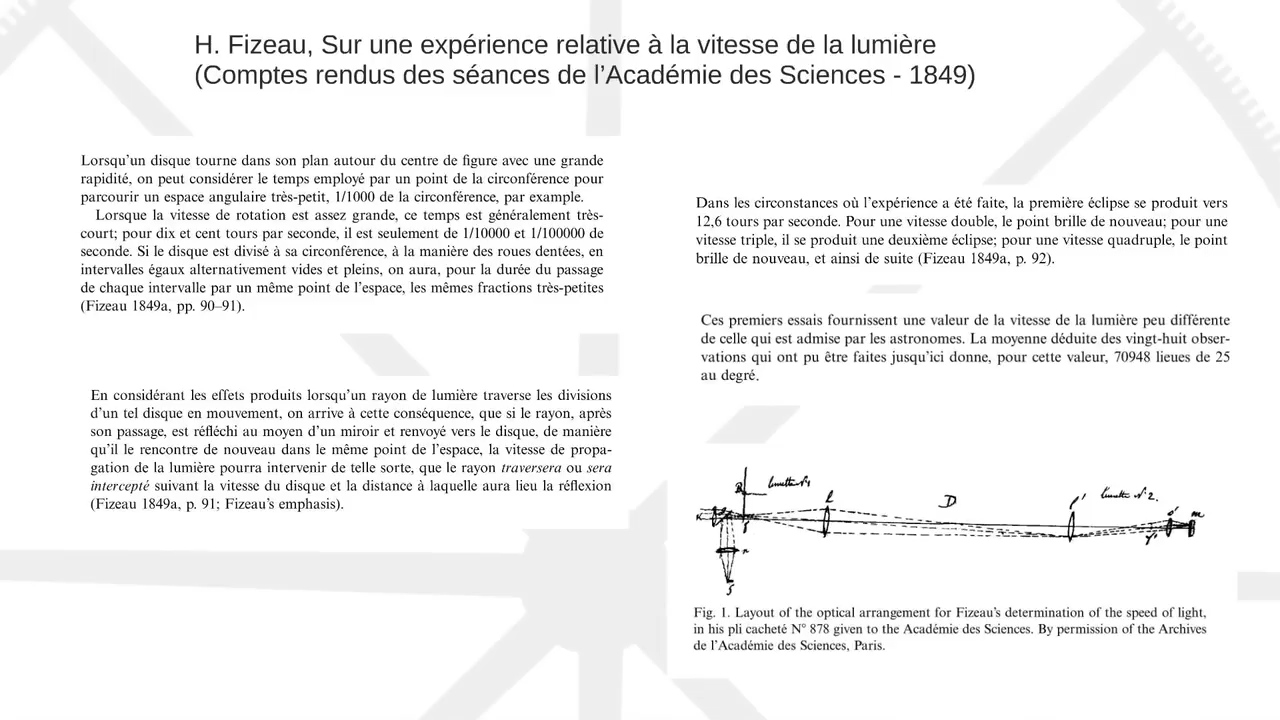 H. Fizeau, Sur une expérience relative à la vitesse de la lumière
(Comptes rendus des séances de l'Académie des Sciences - 1849)
Lorsqu'un disque tourne dans son plan autour du centre de figure avec une grande
rapidité, on peut considérer le temps employé par un point de la circonférence pour
parcourir un espace angulaire très-petit, 1/1000 de la circonférence, par example.
Lorsque la vitesse de rotation est assez grande, ce temps est généralement très-
court; pour dix et cent tours par seconde, il est seulement de 1/10000 et 1/100000 de
seconde. Si le disque est divisé à sa circonférence, à la manière des roues dentées, en
intervalles égaux alternativement vides et pleins, on aura, pour la durée du passage
de chaque intervalle par un même point de l'espace, les mêmes fractions très-petites
(Fizeau 1849a, pp. 90–91).
En considérant les effets produits lorsqu'un rayon de lumière traverse les divisions
d'un tel disque en mouvement, on arrive à cette conséquence, que si le rayon, après
son passage, est réfléchi au moyen d'un miroir et renvoyé vers le disque, de manière
qu'il le rencontre de nouveau dans le même point de l'espace, la vitesse de propa-
gation de la lumière pourra intervenir de telle sorte, que le rayon traversera ou sera
intercepté suivant la vitesse du disque et la distance à laquelle aura lieu la réflexion
(Fizeau 1849a, p. 91; Fizeau's emphasis).
Dans les circonstances où l'expérience a été faite, la première éclipse se produit vers
12,6 tours par seconde. Pour une vitesse double, le point brille de nouveau; pour une
vitesse triple, il se produit une deuxième éclipse; pour une vitesse quadruple, le point
brille de nouveau, et ainsi de suite (Fizeau 1849a, p. 92).
Ces premiers essais fournissent une valeur de la vitesse de la lumière peu différente
de celle qui est admise par les astronomes. La moyenne déduite des vingt-huit obser-
vations qui ont pu être faites jusqu'ici donne, pour cette valeur, 70948 lieues de 25
au degré.
lunette N°1
D
lunette N°2.
Fig. 1. Layout of the optical arrangement for Fizeau's determination of the speed of light,
in his pli cacheté N° 878 given to the Académie des Sciences. By permission of the Archives
de l'Académie des Sciences, Paris.